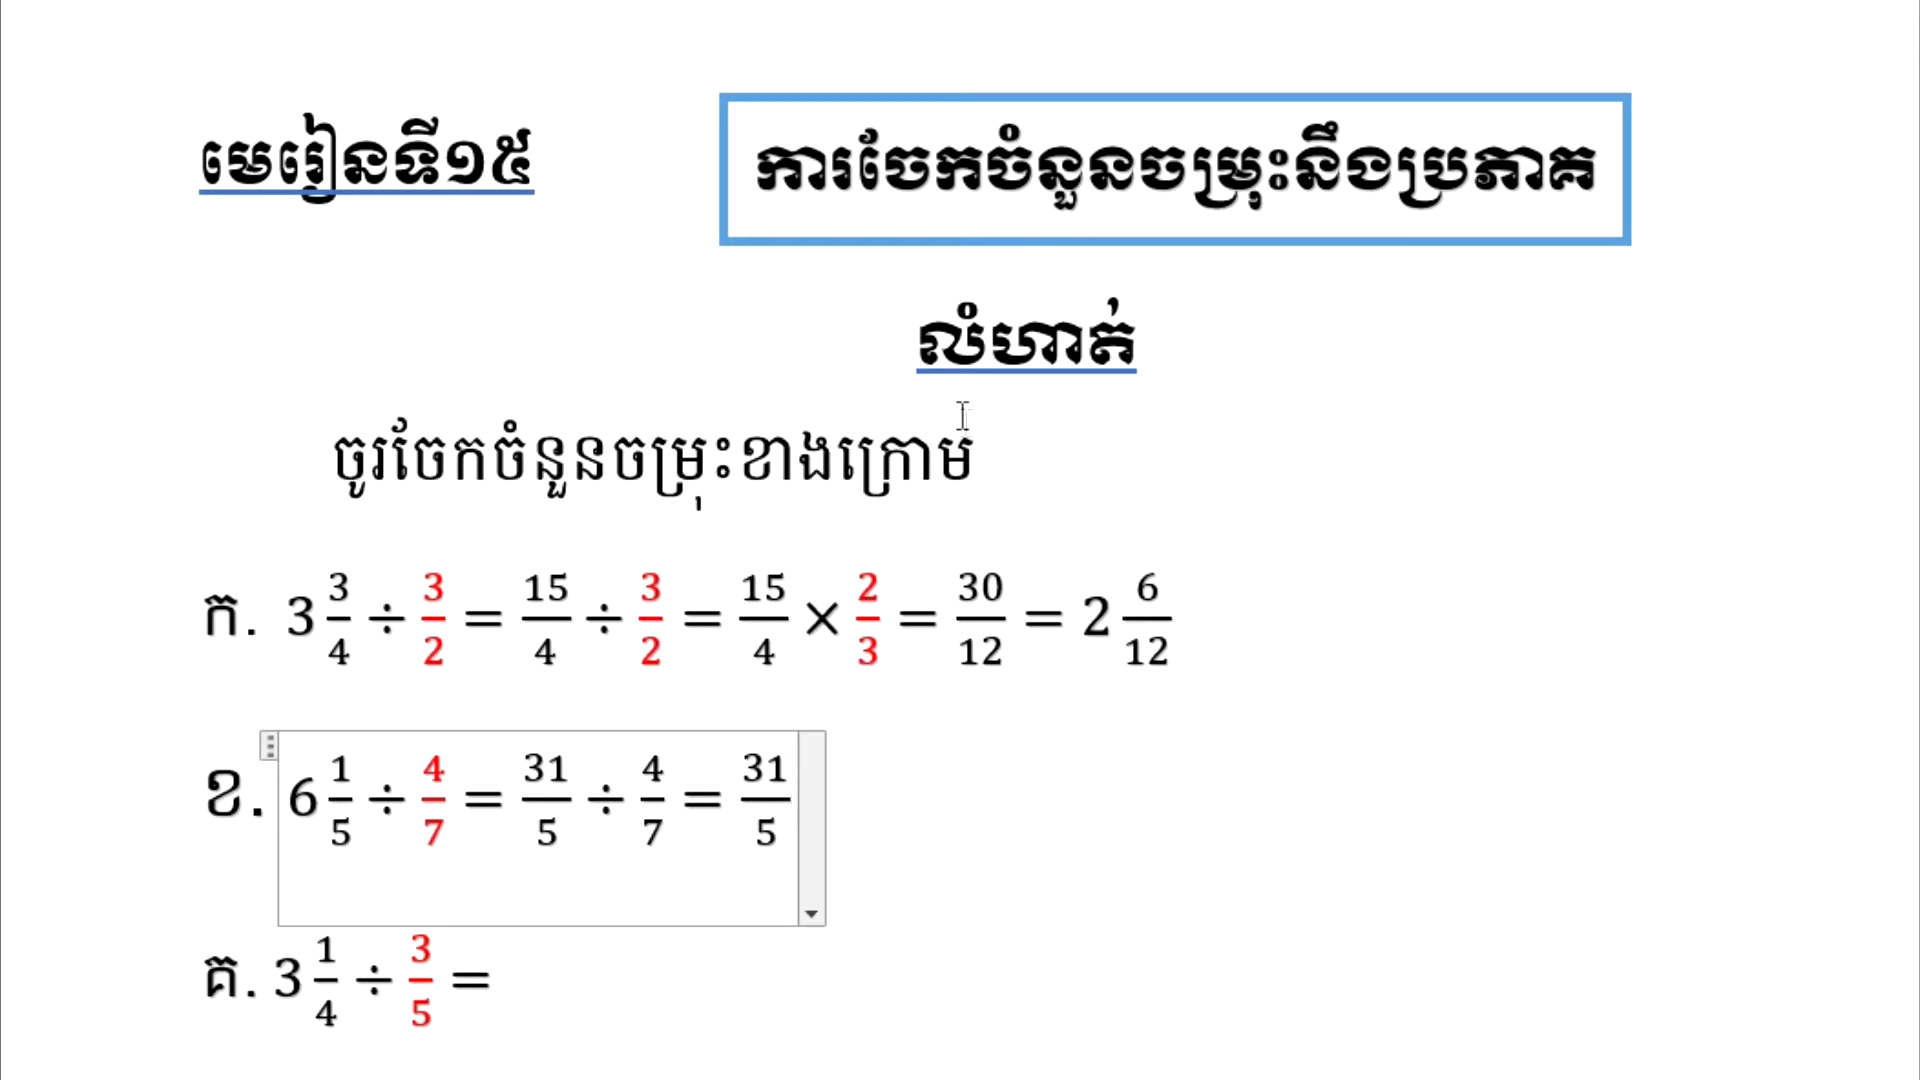 មេរៀនទី១៥
ការចែកចំនួនចម្រុះនឹងប្រភាគ
លំហាត់
ចូរចែកចំនួនចម្រុះខាងក្រោម
ក. 3 3/4 ÷ 3/2 = 15/4 ÷ 3/2 = 15/4 × 2/3 = 30/12 = 2 6/12
ខ. 6 1/5 ÷ 4/7 = 31/5 ÷ 4/7 = 31/5
គ. 3 1/4 ÷ 3/5 =